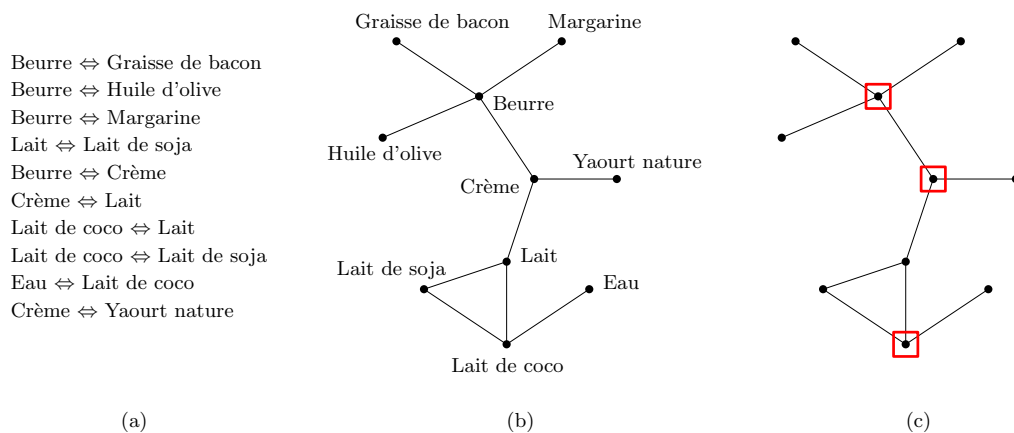 Beurre ⇔ Graisse de bacon
Beurre ⇔ Huile d'olive
Beurre ⇔ Margarine
Lait ⇔ Lait de soja
Beurre ⇔ Crème
Crème ⇔ Lait
Lait de coco ⇔ Lait
Lait de coco ⇔ Lait de soja
Eau ⇔ Lait de coco
Crème ⇔ Yaourt nature
(a)
Graisse de bacon
Margarine
Beurre
Huile d'olive
Yaourt nature
Crème
Lait
Lait de soja
Eau
Lait de coco
(b)
(c)